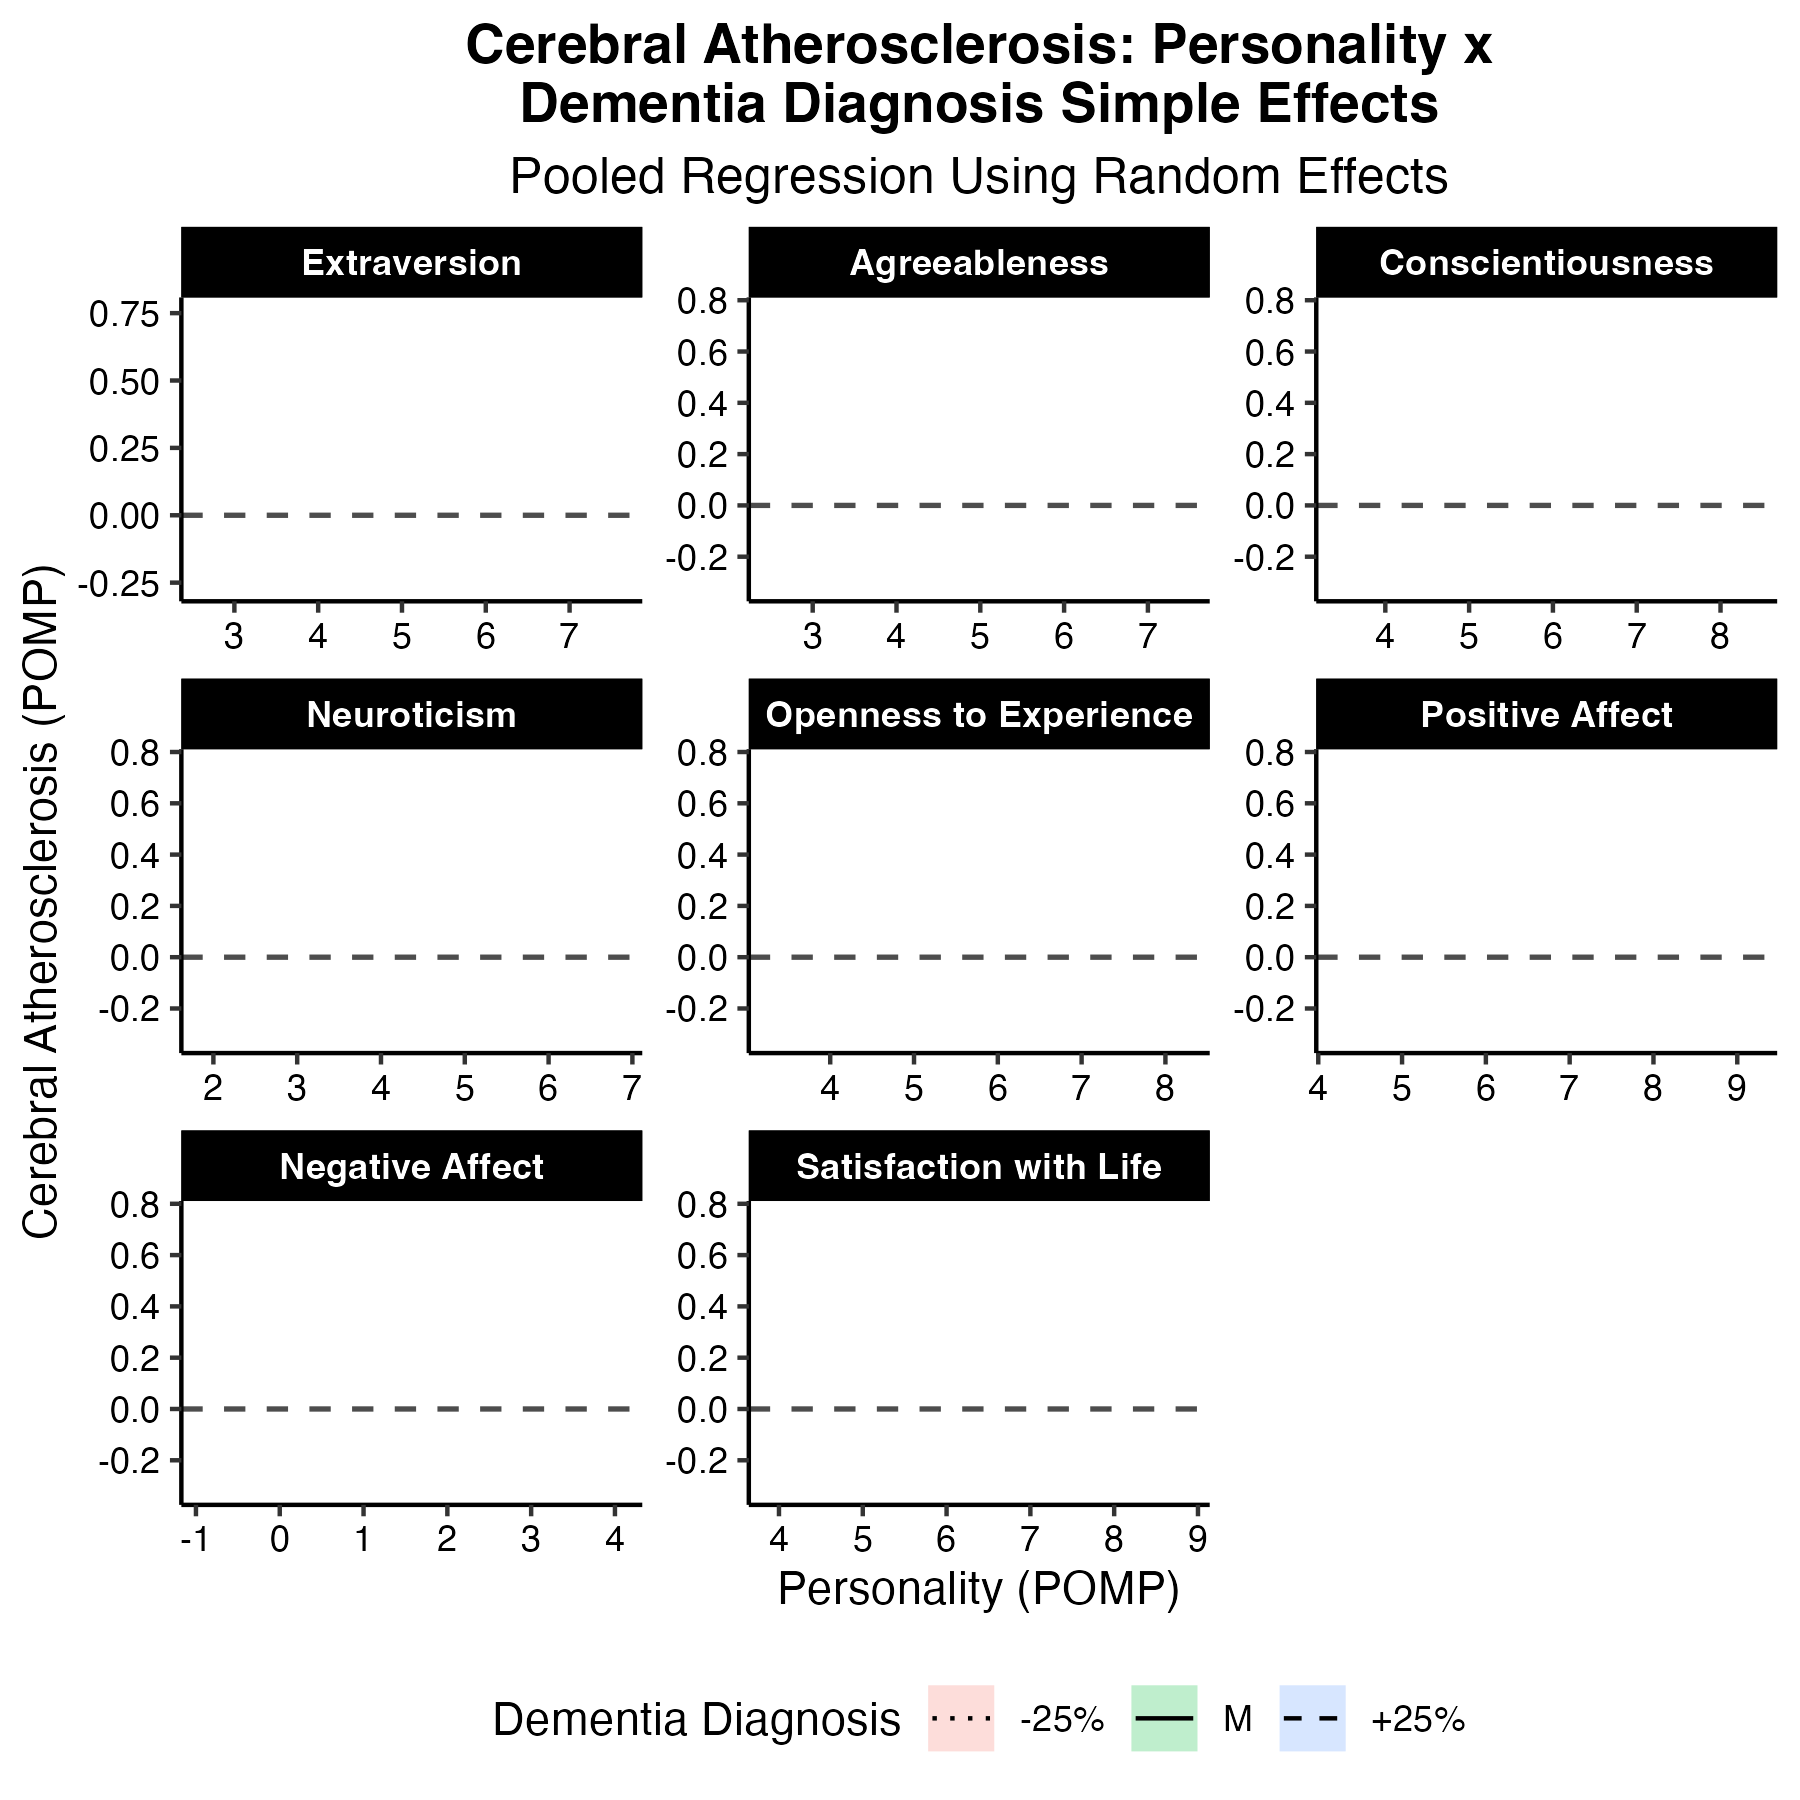 Cerebral Atherosclerosis: Personality x
Dementia Diagnosis Simple Effects
Pooled Regression Using Random Effects
Cerebral Atherosclerosis (POMP)
Extraversion
0.75
0.50
0.25
0.00
-0.25
3 4 5 6 7
Agreeableness
0.8
0.6
0.4
0.2
0.0
-0.2
3 4 5 6 7
Conscientiousness
0.8
0.6
0.4
0.2
0.0
-0.2
4 5 6 7 8
Neuroticism
0.8
0.6
0.4
0.2
0.0
-0.2
2 3 4 5 6 7
Openness to Experience
0.8
0.6
0.4
0.2
0.0
-0.2
4 5 6 7 8
Positive Affect
0.8
0.6
0.4
0.2
0.0
-0.2
4 5 6 7 8 9
Negative Affect
0.8
0.6
0.4
0.2
0.0
-0.2
-1 0 1 2 3 4
Satisfaction with Life
0.8
0.6
0.4
0.2
0.0
-0.2
4 5 6 7 8 9
Personality (POMP)
Dementia Diagnosis -25% M +25%